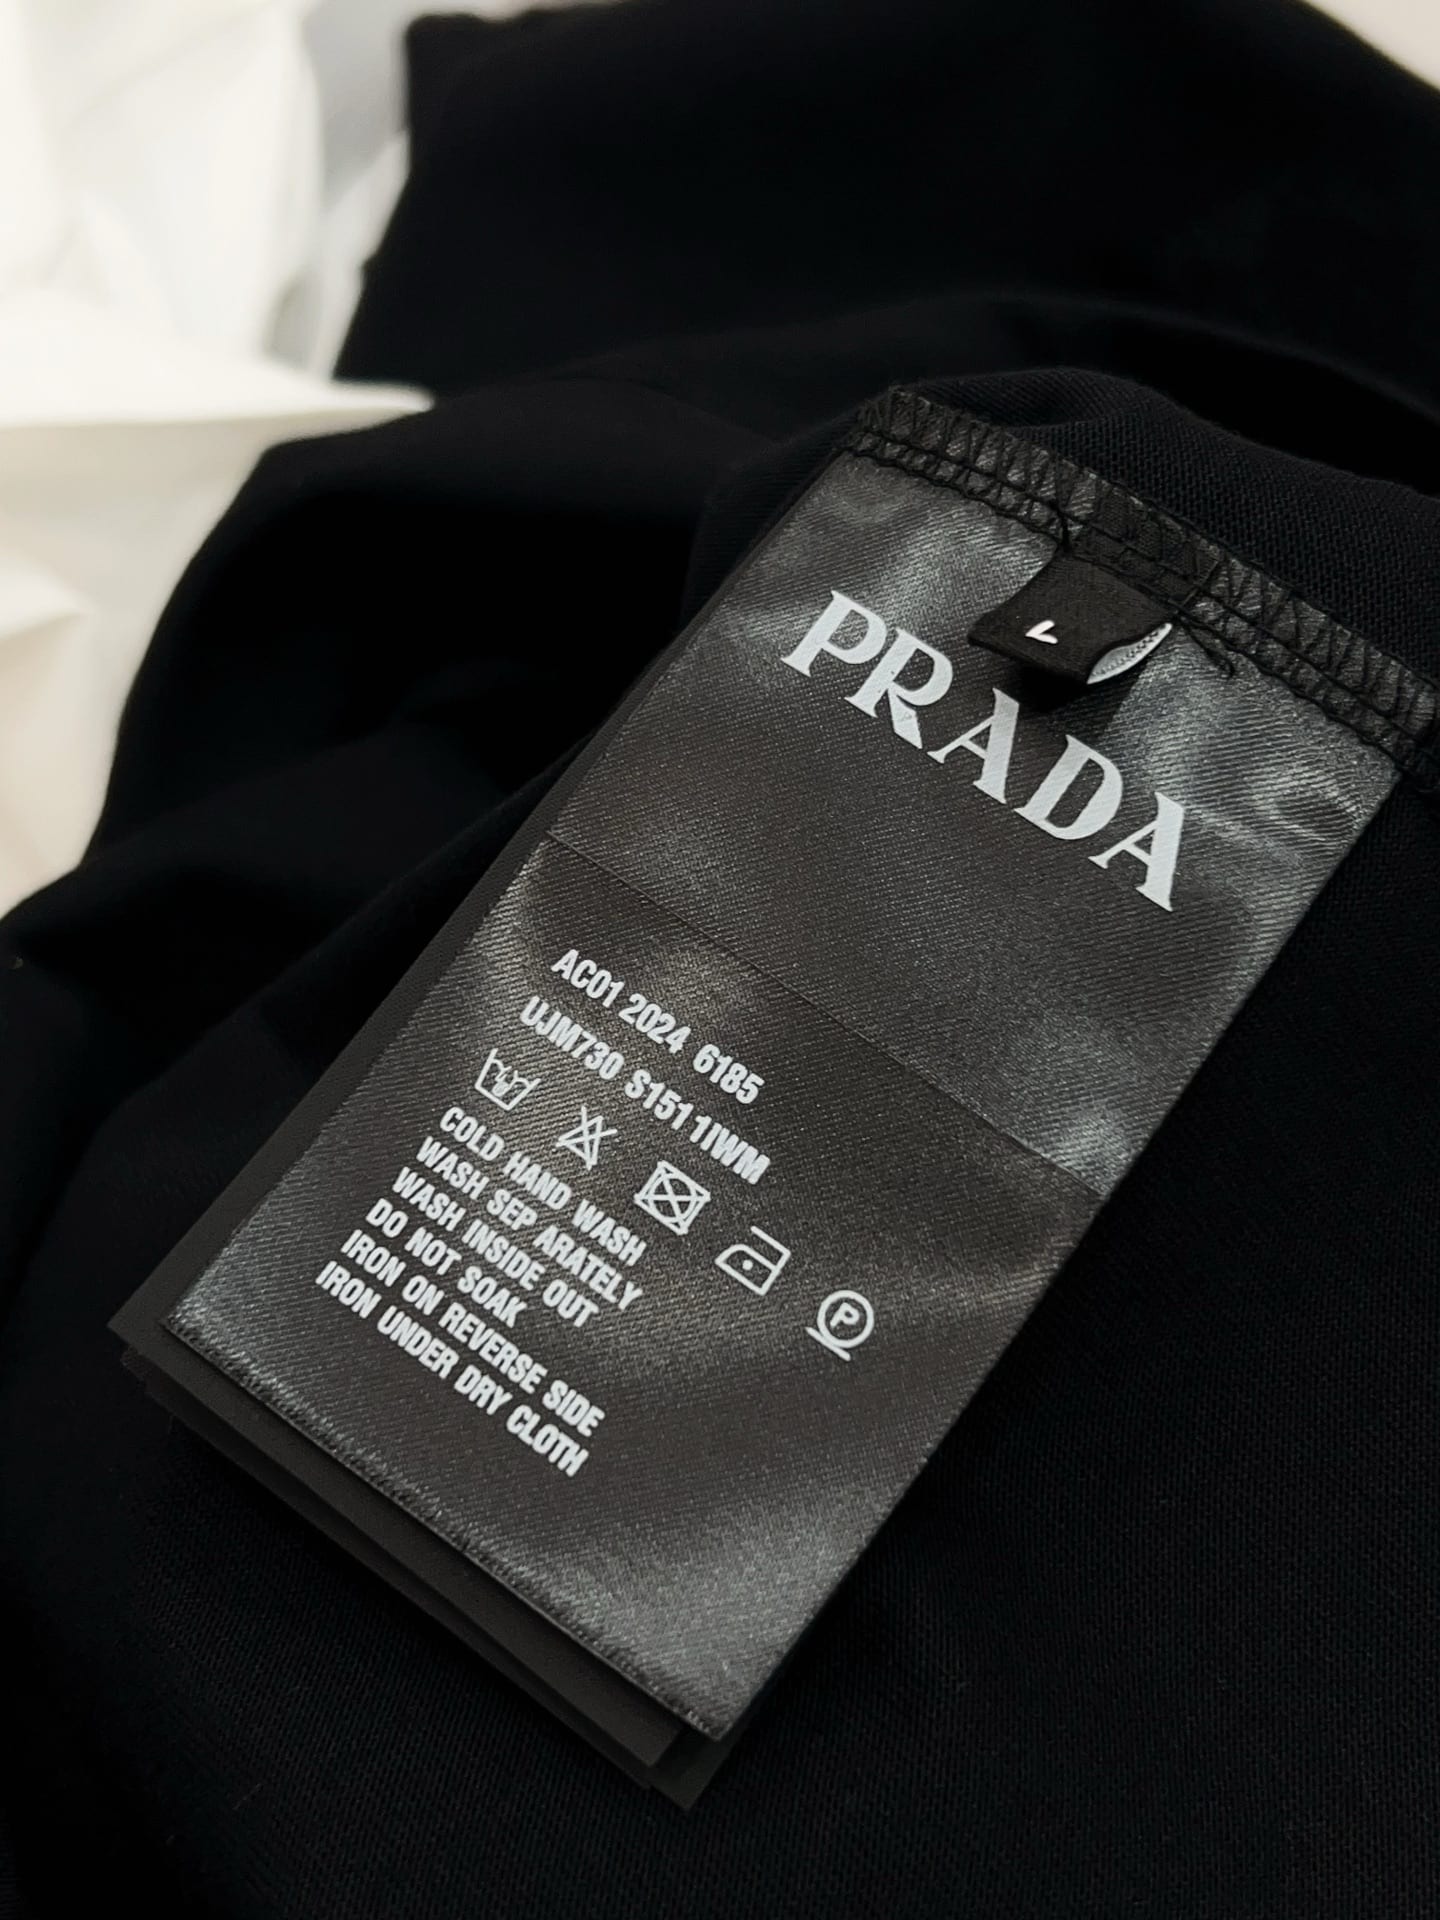 L
PRADA
AC01 2024 6185
UJM730 S151 1IWM
P
COLD HAND WASH
WASH SEP ARATELY
WASH INSIDE OUT
DO NOT SOAK
IRON ON REVERSE SIDE
IRON UNDER DRY CLOTH